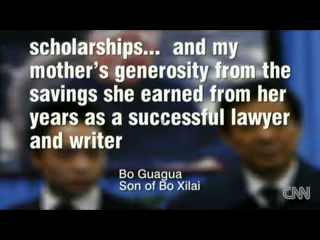 scholarships... and my
mother's generosity from the
savings she earned from her
years as a successful lawyer
and writer
Bo Guagua
Son of Bo Xilai
CNN